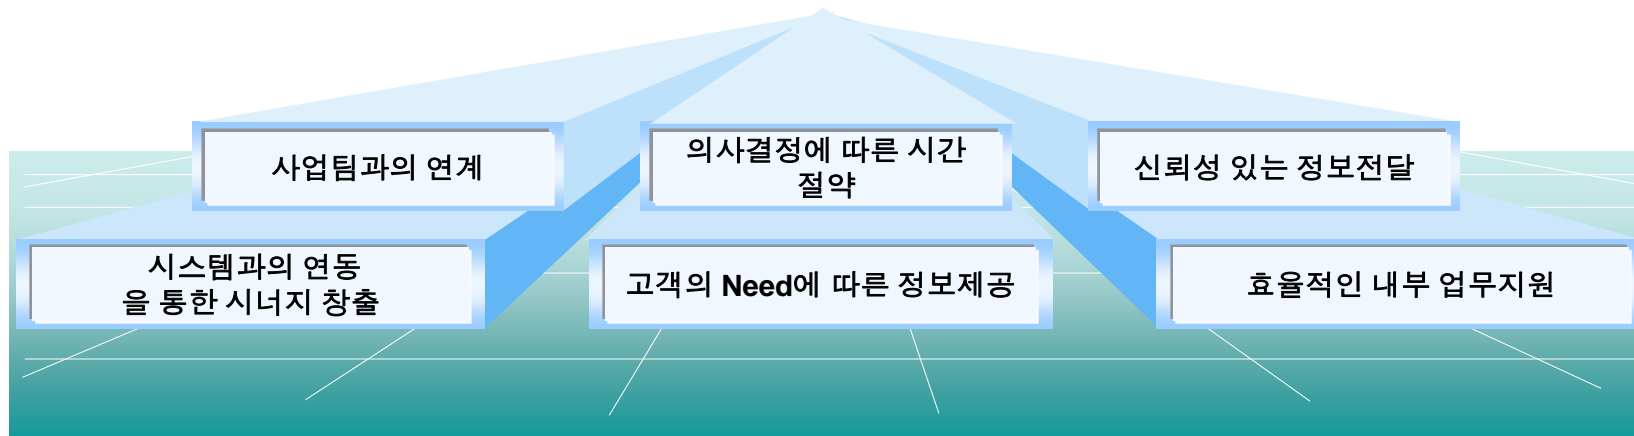 사업팀과의 연계
의사결정에 따른 시간
절약
신뢰성 있는 정보전달
시스템과의 연동
을 통한 시너지 창출
고객의 Need에 따른 정보제공
효율적인 내부 업무지원